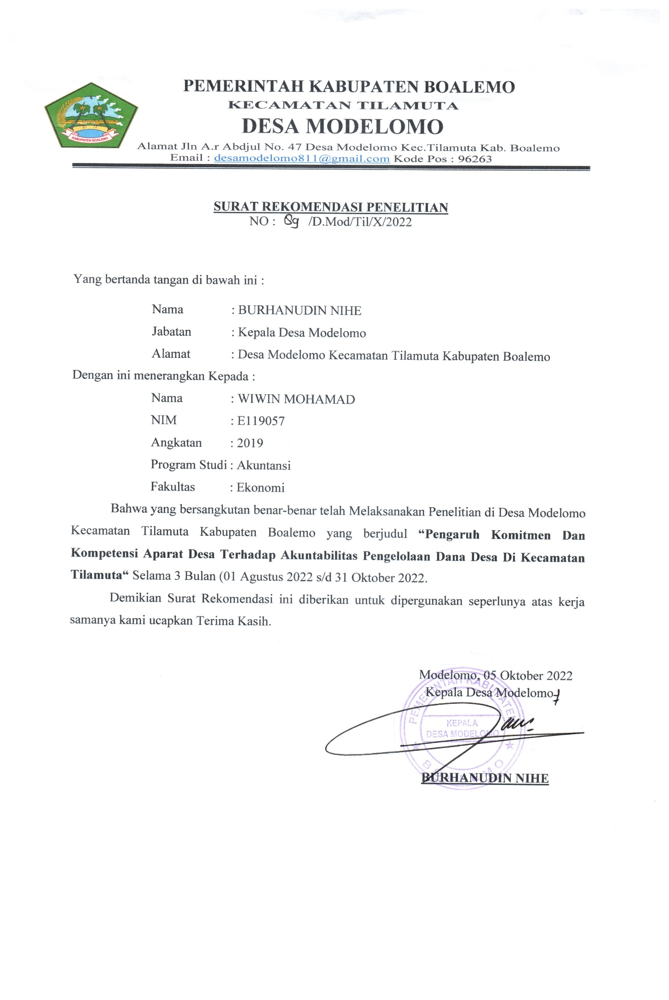 PEMERINTAH KABUPATEN BOALEMO
KECAMATAN TILAMUTA
DESA MODELOMO
Alamat Jln A.r Abdjul No. 47 Desa Modelomo Kec.Tilamuta Kab. Boalemo
Email : desamodelomo811@gmail.com Kode Pos : 96263
KABUPATEN BOALEMO
SURAT REKOMENDASI PENELITIAN
NO : 89 /D.Mod/Til/X/2022
Yang bertanda tangan di bawah ini :
Nama : BURHANUDIN NIHE
Jabatan : Kepala Desa Modelomo
Alamat : Desa Modelomo Kecamatan Tilamuta Kabupaten Boalemo
Dengan ini menerangkan Kepada :
Nama : WIWIN MOHAMAD
NIM : E119057
Angkatan : 2019
Program Studi : Akuntansi
Fakultas : Ekonomi
Bahwa yang bersangkutan benar-benar telah Melaksanakan Penelitian di Desa Modelomo
Kecamatan Tilamuta Kabupaten Boalemo yang berjudul “Pengaruh Komitmen Dan
Kompetensi Aparat Desa Terhadap Akuntabilitas Pengelolaan Dana Desa Di Kecamatan
Tilamuta“ Selama 3 Bulan (01 Agustus 2022 s/d 31 Oktober 2022.
Demikian Surat Rekomendasi ini diberikan untuk dipergunakan seperlunya atas kerja
samanya kami ucapkan Terima Kasih.
Modelomo, 05 Oktober 2022
Kepala Desa Modelomo
PEMERINTAH KABUPATEN
KEPALA
DESA MODELOMO
BOALEMO
BURHANUDIN NIHE